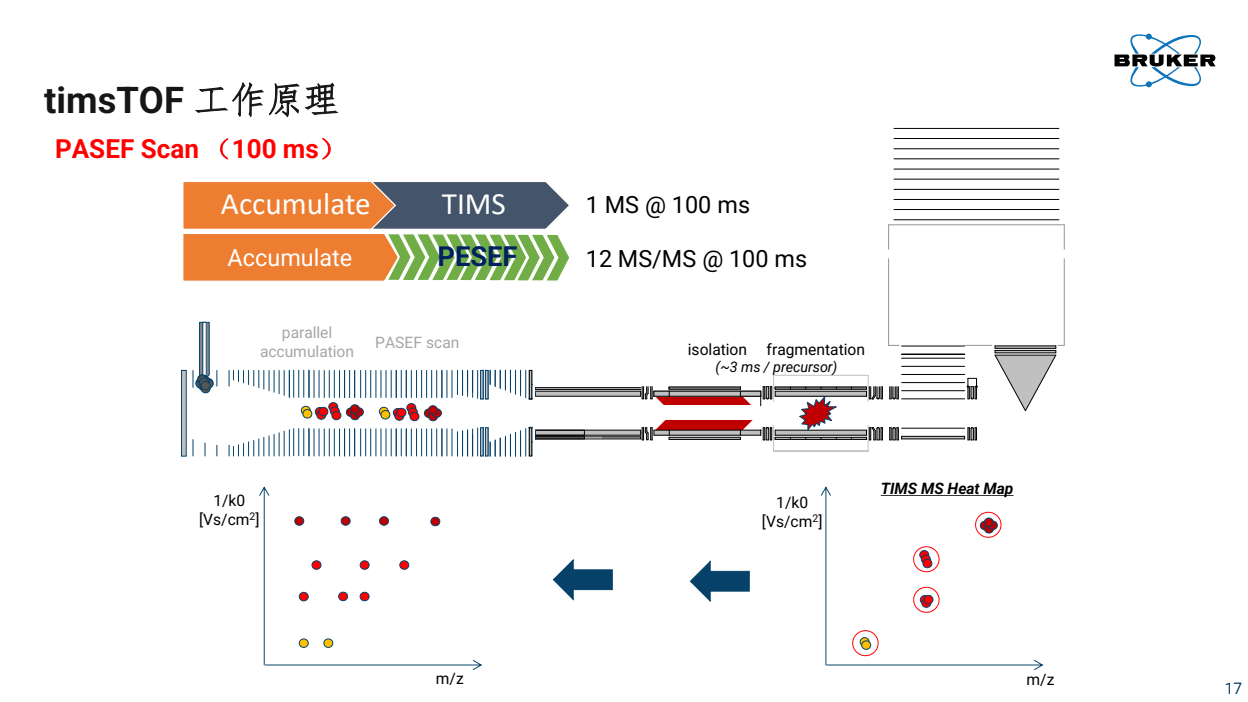 BRUKER
timsTOF 工作原理
PASEF Scan （100 ms）
Accumulate
TIMS
1 MS @ 100 ms
Accumulate
PESEF
12 MS/MS @ 100 ms
parallel
accumulation
PASEF scan
isolation
fragmentation
(~3 ms / precursor)
1/k0
[Vs/cm²]
m/z
TIMS MS Heat Map
1/k0
[Vs/cm²]
m/z
17